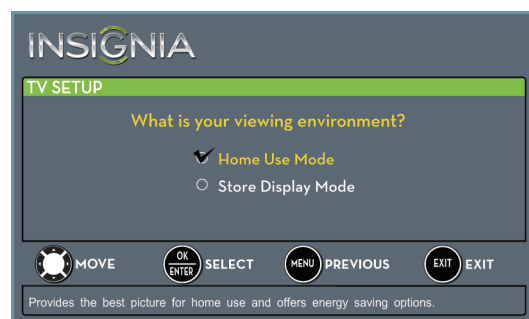 INSIGNIA
TV SETUP
What is your viewing environment?
Home Use Mode
Store Display Mode
MOVE OK ENTER SELECT MENU PREVIOUS EXIT EXIT
Provides the best picture for home use and offers energy saving options.